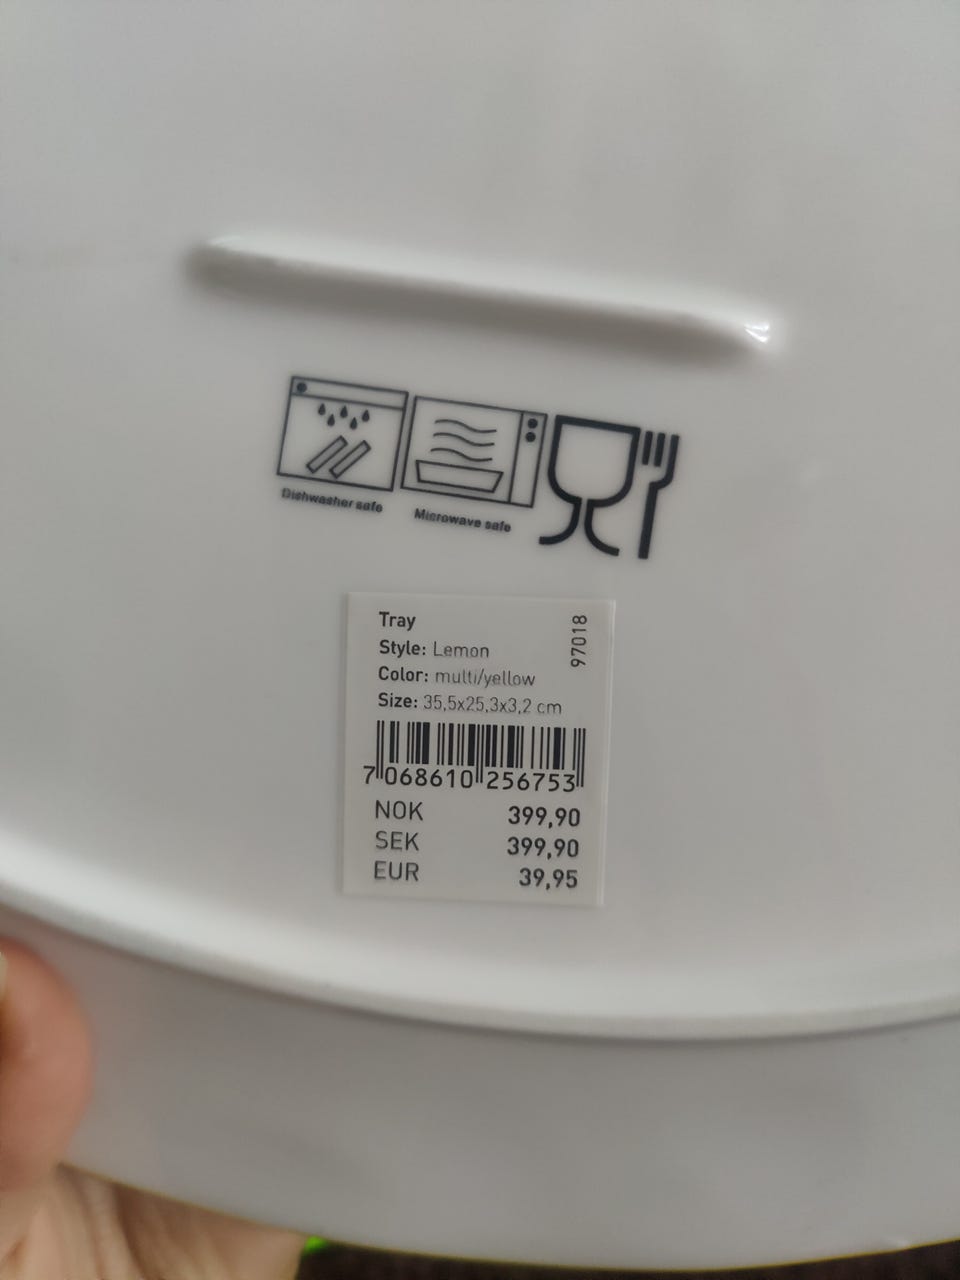 Dishwasher safe
Microwave safe
Tray
97018
Style: Lemon
Color: multi/yellow
Size: 35,5x25,3x3,2 cm
7 068610 256753
NOK 399,90
SEK 399,90
EUR 39,95